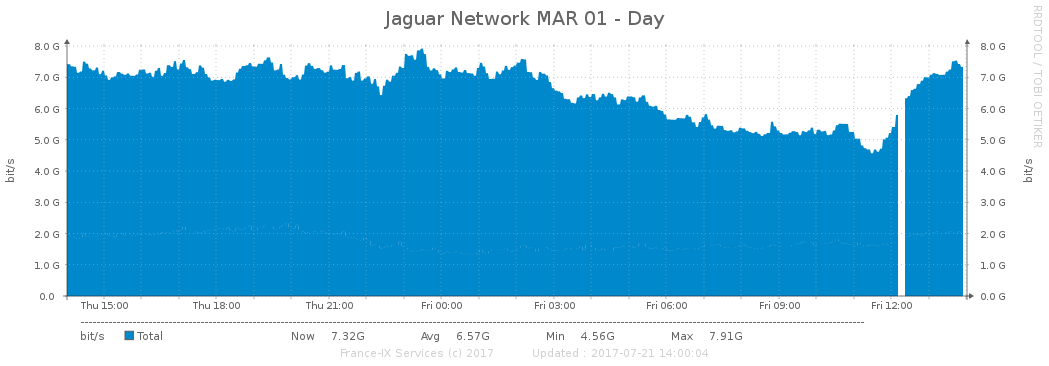 Jaguar Network MAR 01 - Day
RRDTOOL / TOBI OETIKER
bit/s
bit/s
8.0 G 8.0 G
7.0 G 7.0 G
6.0 G 6.0 G
5.0 G 5.0 G
4.0 G 4.0 G
3.0 G 3.0 G
2.0 G 2.0 G
1.0 G 1.0 G
0.0 0.0 G
Thu 15:00 Thu 18:00 Thu 21:00 Fri 00:00 Fri 03:00 Fri 06:00 Fri 09:00 Fri 12:00
bit/s Total Now 7.32G Avg 6.57G Min 4.56G Max 7.91G
France-IX Services (c) 2017 Updated : 2017-07-21 14:00:04